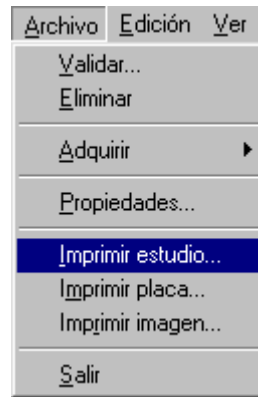 Archivo Edición Ver
Validar...
Eliminar
Adquirir
Propiedades...
Imprimir estudio...
Imprimir placa...
Imprimir imagen...
Salir